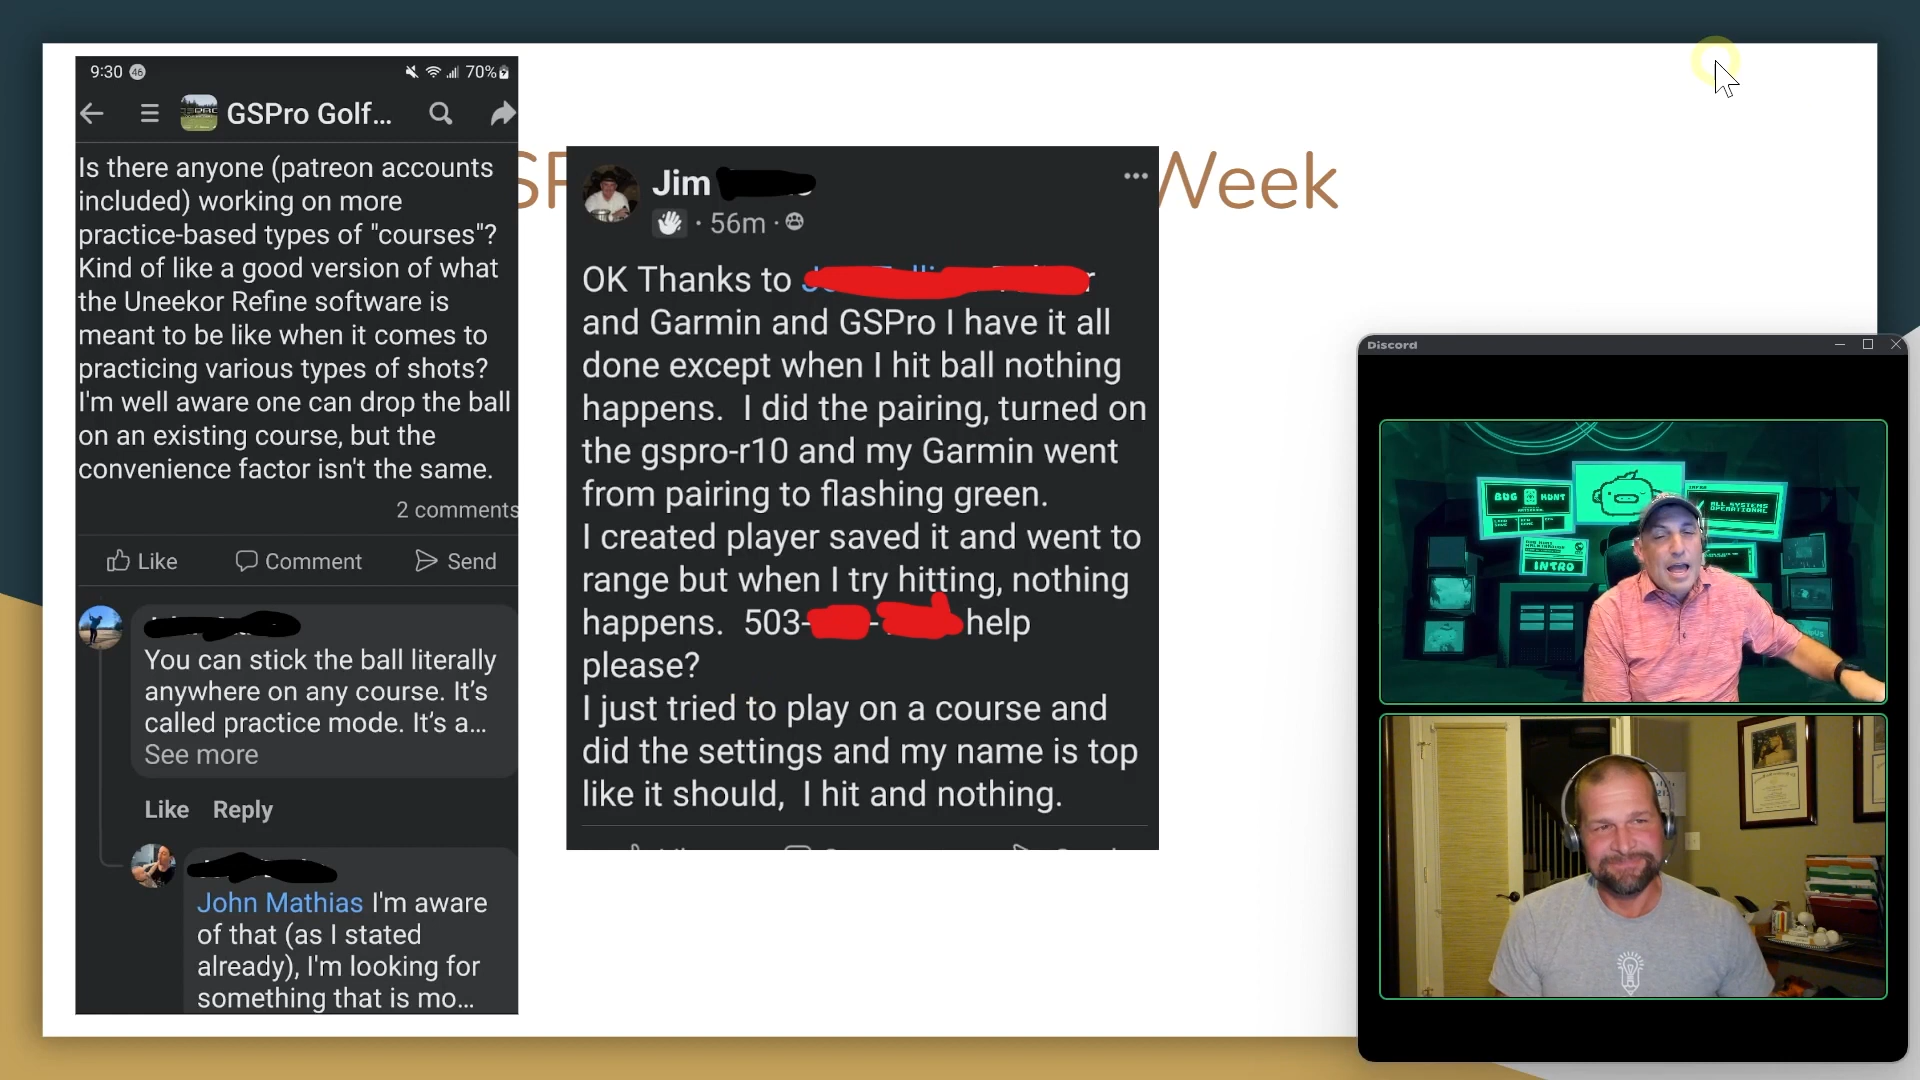 9:30 46 70%
GSPro Golf...
Is there anyone (patreon accounts
included) working on more
practice-based types of "courses"?
Kind of like a good version of what
the Uneekor Refine software is
meant to be like when it comes to
practicing various types of shots?
I'm well aware one can drop the ball
on an existing course, but the
convenience factor isn't the same.
2 comments
Like Comment Send
You can stick the ball literally
anywhere on any course. It’s
called practice mode. It’s a...
See more
Like Reply
John Mathias I'm aware
of that (as I stated
already), I'm looking for
something that is mo...
Week
Jim
56m
OK Thanks to
and Garmin and GSPro I have it all
done except when I hit ball nothing
happens. I did the pairing, turned on
the gspro-r10 and my Garmin went
from pairing to flashing green.
I created player saved it and went to
range but when I try hitting, nothing
happens. 503- - help
please?
I just tried to play on a course and
did the settings and my name is top
like it should, I hit and nothing.
Discord
BUG HUNT
ALL SYSTEMS
OPERATIONAL
INTRO